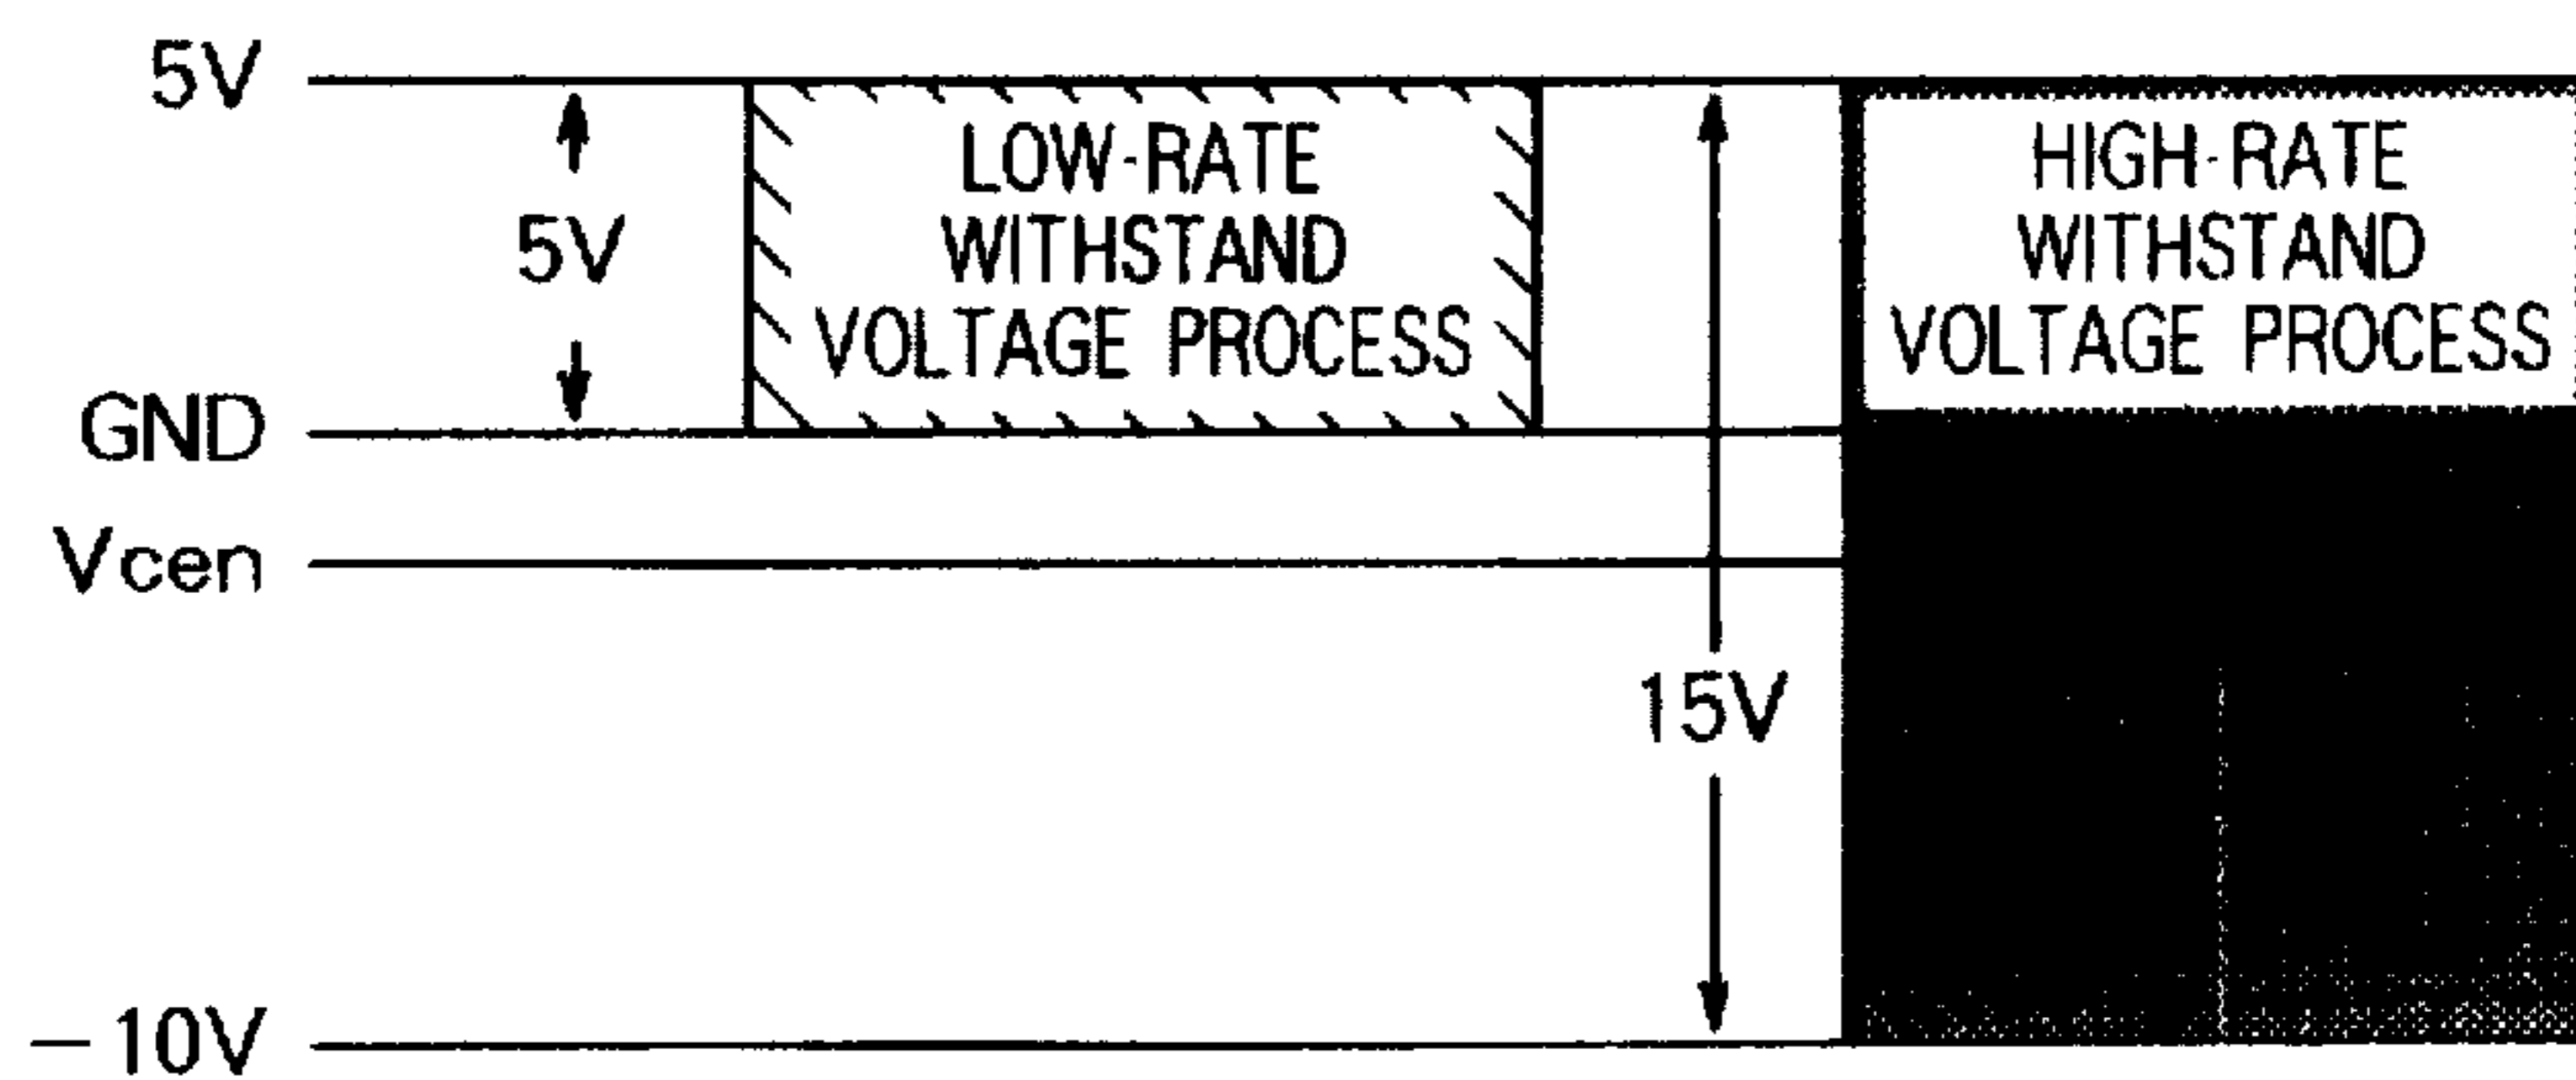 5V
5V
LOW-RATE
WITHSTAND
VOLTAGE PROCESS
HIGH-RATE
WITHSTAND
VOLTAGE PROCESS
GND
Vcen
15V
−10V